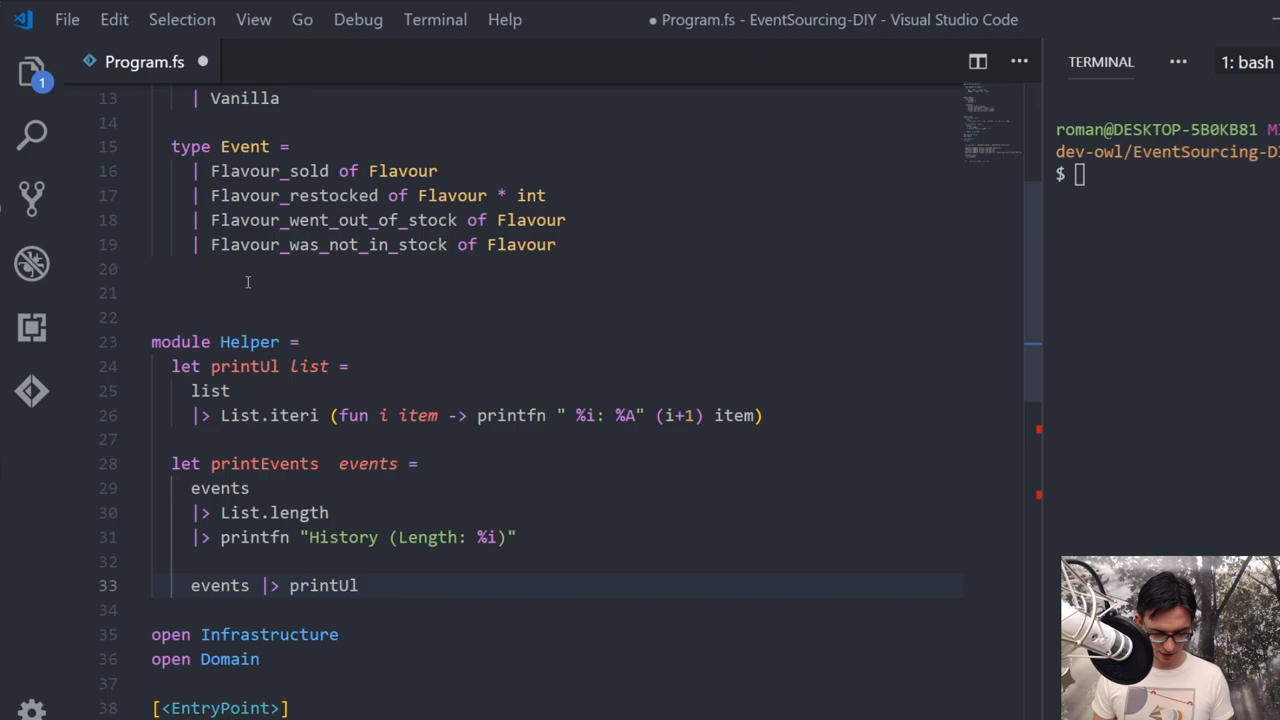 File Edit Selection View Go Debug Terminal Help ● Program.fs - EventSourcing-DIY - Visual Studio Code
Program.fs ●
TERMINAL ··· 1: bash
1
13 | Vanilla
14
15 type Event =
16 | Flavour_sold of Flavour
17 | Flavour_restocked of Flavour * int
18 | Flavour_went_out_of_stock of Flavour
19 | Flavour_was_not_in_stock of Flavour
20
21
22
23 module Helper =
24 let printUl list =
25 list
26 |> List.iteri (fun i item -> printfn " %i: %A" (i+1) item)
27
28 let printEvents  events =
29 events
30 |> List.length
31 |> printfn "History (Length: %i)"
32
33 events |> printUl
34
35 open Infrastructure
36 open Domain
37
38 [<EntryPoint>]
roman@DESKTOP-5B0KB81
dev-owl/EventSourcing-D
$